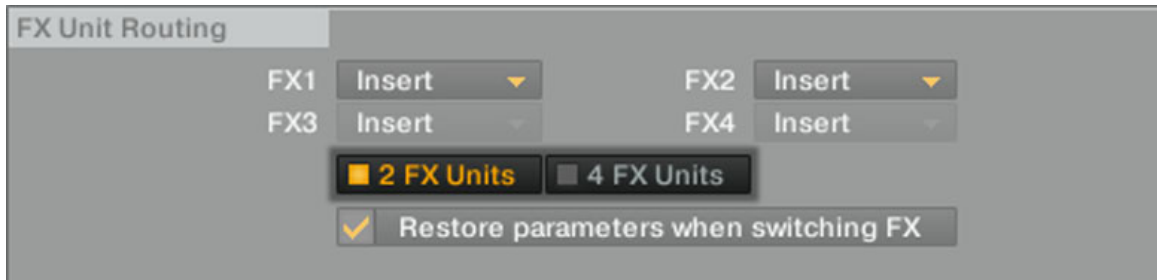 FX Unit Routing
FX1 Insert FX2 Insert
FX3 Insert FX4 Insert
2 FX Units 4 FX Units
Restore parameters when switching FX